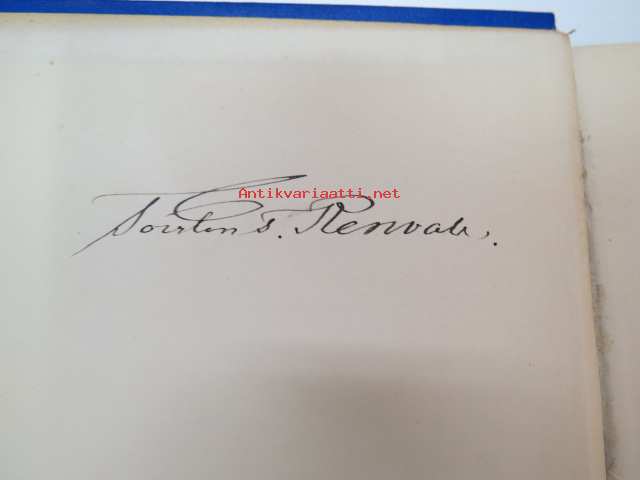 Antikvariaatti.net
Torsten T. Renvall.